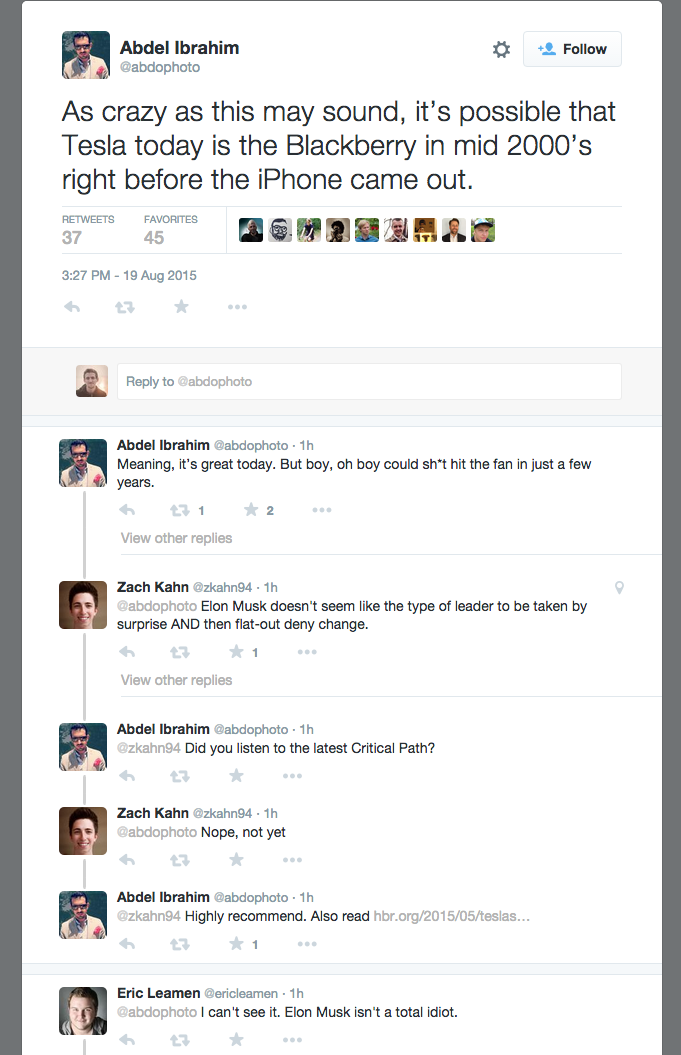 Abdel Ibrahim
@abdophoto
Follow
As crazy as this may sound, it's possible that
Tesla today is the Blackberry in mid 2000's
right before the iPhone came out.
RETWEETS FAVORITES
37 45
3:27 PM - 19 Aug 2015
Reply to @abdophoto
Abdel Ibrahim @abdophoto · 1h
Meaning, it's great today. But boy, oh boy could sh*t hit the fan in just a few
years.
1 2
View other replies
Zach Kahn @zkahn94 · 1h
@abdophoto Elon Musk doesn't seem like the type of leader to be taken by
surprise AND then flat-out deny change.
1
View other replies
Abdel Ibrahim @abdophoto · 1h
@zkahn94 Did you listen to the latest Critical Path?
Zach Kahn @zkahn94 · 1h
@abdophoto Nope, not yet
Abdel Ibrahim @abdophoto · 1h
@zkahn94 Highly recommend. Also read hbr.org/2015/05/teslas…
1
Eric Leamen @ericleamen · 1h
@abdophoto I can't see it. Elon Musk isn't a total idiot.